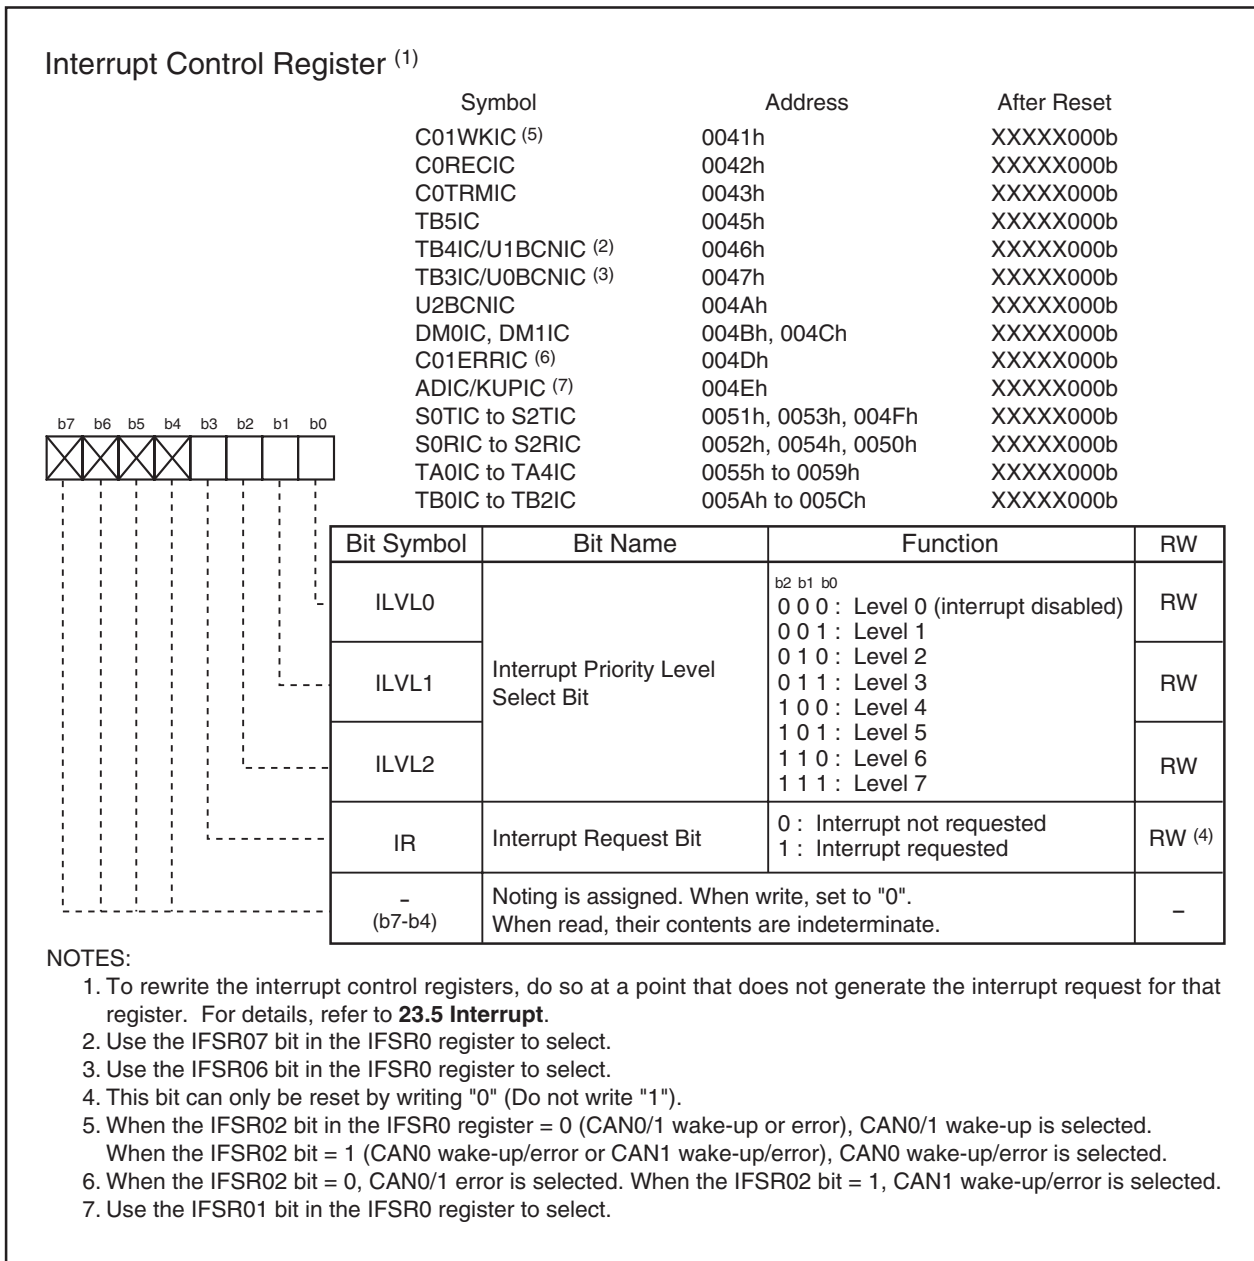 Interrupt Control Register (1)
Symbol Address After Reset
C01WKIC (5) 0041h XXXXX000b
C0RECIC 0042h XXXXX000b
C0TRMIC 0043h XXXXX000b
TB5IC 0045h XXXXX000b
TB4IC/U1BCNIC (2) 0046h XXXXX000b
TB3IC/U0BCNIC (3) 0047h XXXXX000b
U2BCNIC 004Ah XXXXX000b
DM0IC, DM1IC 004Bh, 004Ch XXXXX000b
C01ERRIC (6) 004Dh XXXXX000b
ADIC/KUPIC (7) 004Eh XXXXX000b
S0TIC to S2TIC 0051h, 0053h, 004Fh XXXXX000b
S0RIC to S2RIC 0052h, 0054h, 0050h XXXXX000b
TA0IC to TA4IC 0055h to 0059h XXXXX000b
TB0IC to TB2IC 005Ah to 005Ch XXXXX000b
b7 b6 b5 b4 b3 b2 b1 b0
Bit Symbol Bit Name Function RW
ILVL0 RW
ILVL1 RW
ILVL2 RW
Interrupt Priority Level
Select Bit
b2 b1 b0
0 0 0 : Level 0 (interrupt disabled)
0 0 1 : Level 1
0 1 0 : Level 2
0 1 1 : Level 3
1 0 0 : Level 4
1 0 1 : Level 5
1 1 0 : Level 6
1 1 1 : Level 7
IR Interrupt Request Bit 0 : Interrupt not requested RW (4)
1 : Interrupt requested
– Noting is assigned. When write, set to "0". –
(b7-b4) When read, their contents are indeterminate.
NOTES:
1. To rewrite the interrupt control registers, do so at a point that does not generate the interrupt request for that
register. For details, refer to 23.5 Interrupt.
2. Use the IFSR07 bit in the IFSR0 register to select.
3. Use the IFSR06 bit in the IFSR0 register to select.
4. This bit can only be reset by writing "0" (Do not write "1").
5. When the IFSR02 bit in the IFSR0 register = 0 (CAN0/1 wake-up or error), CAN0/1 wake-up is selected.
When the IFSR02 bit = 1 (CAN0 wake-up/error or CAN1 wake-up/error), CAN0 wake-up/error is selected.
6. When the IFSR02 bit = 0, CAN0/1 error is selected. When the IFSR02 bit = 1, CAN1 wake-up/error is selected.
7. Use the IFSR01 bit in the IFSR0 register to select.